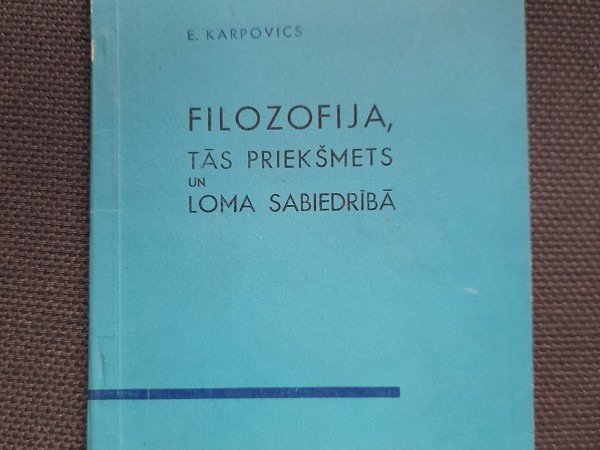 E. KARPOVICS
FILOZOFIJA,
TĀS PRIEKŠMETS
UN
LOMA SABIEDRĪBĀ